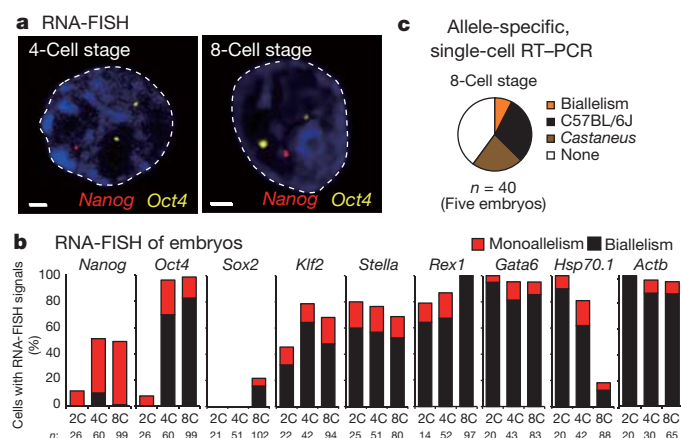 a RNA-FISH
4-Cell stage
8-Cell stage
Nanog Oct4
Nanog Oct4
c Allele-specific,
single-cell RT–PCR
8-Cell stage
Biallelism
C57BL/6J
Castaneus
None
n = 40
(Five embryos)
b RNA-FISH of embryos
Monoallelism Biallelism
Nanog Oct4 Sox2 Klf2 Stella Rex1 Gata6 Hsp70.1 Actb
Cells with RNA-FISH signals
(%)
100
80
60
40
20
0
2C 4C 8C 2C 4C 8C 2C 4C 8C 2C 4C 8C 2C 4C 8C 2C 4C 8C 2C 4C 8C 2C 4C 8C 2C 4C 8C
n: 26 60 99 26 60 99 21 51 102 22 42 94 25 51 80 14 52 97 20 43 83 20 42 88 20 30 65